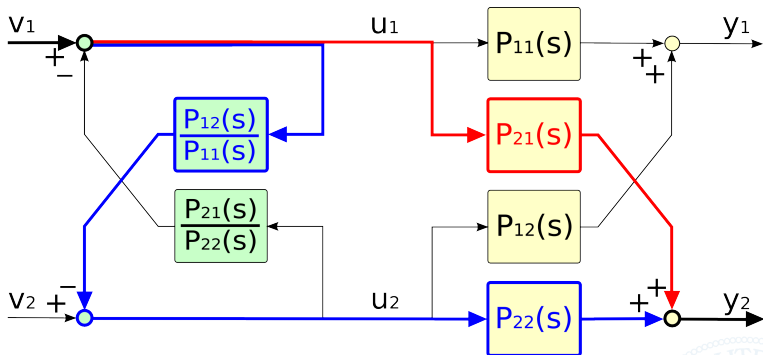 v1 + − u1 P11(s) + + y1
P12(s)
P11(s)
P21(s)
P21(s)
P22(s)
P12(s)
v2 + − u2 P22(s) + + y2